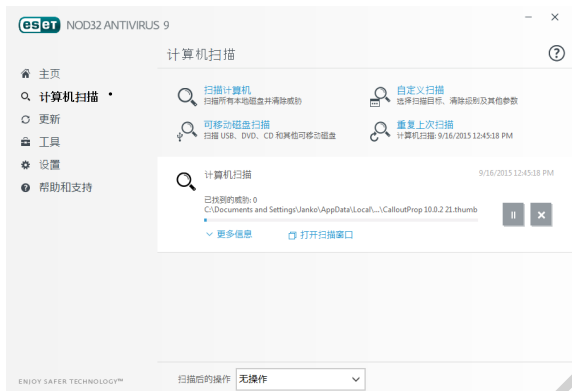 eset NOD32 ANTIVIRUS 9
计算机扫描
主页
计算机扫描
更新
工具
设置
帮助和支持
扫描计算机
扫描所有本地磁盘并清除威胁
自定义扫描
选择扫描目标、清除级别及其他参数
可移动磁盘扫描
扫描 USB、DVD、CD 和其他可移动磁盘
重复上次扫描
计算机扫描: 9/16/2015 12:45:18 PM
计算机扫描
9/16/2015 12:45:18 PM
已找到的威胁: 0
C:\Documents and Settings\Janko\AppData\Local\...\CalloutProp 10.0.2 21.thumb
更多信息
打开扫描窗口
ENJOY SAFER TECHNOLOGY™
扫描后的操作 无操作